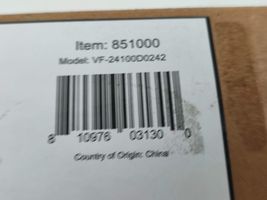 Item: 851000
Model: VF-24100D0242
8 10976 03130 0
Country of Origin: China